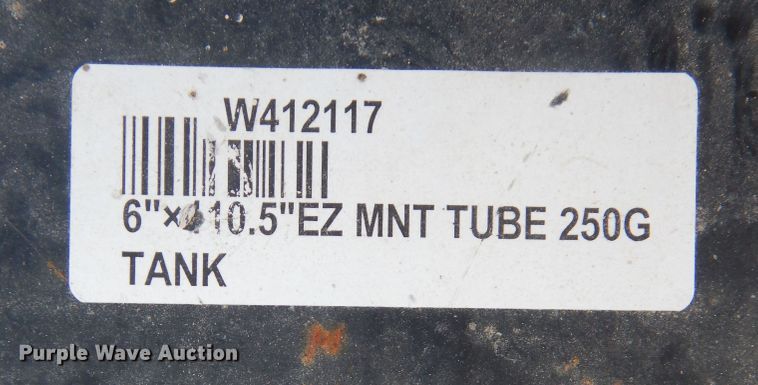 W412117
6"×110.5"EZ MNT TUBE 250G
TANK
Purple Wave Auction